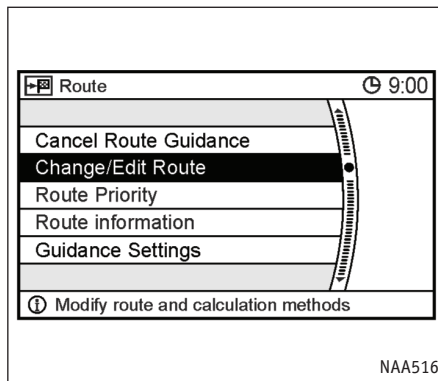 Route
9:00
Cancel Route Guidance
Change/Edit Route
Route Priority
Route information
Guidance Settings
Modify route and calculation methods
NAA516